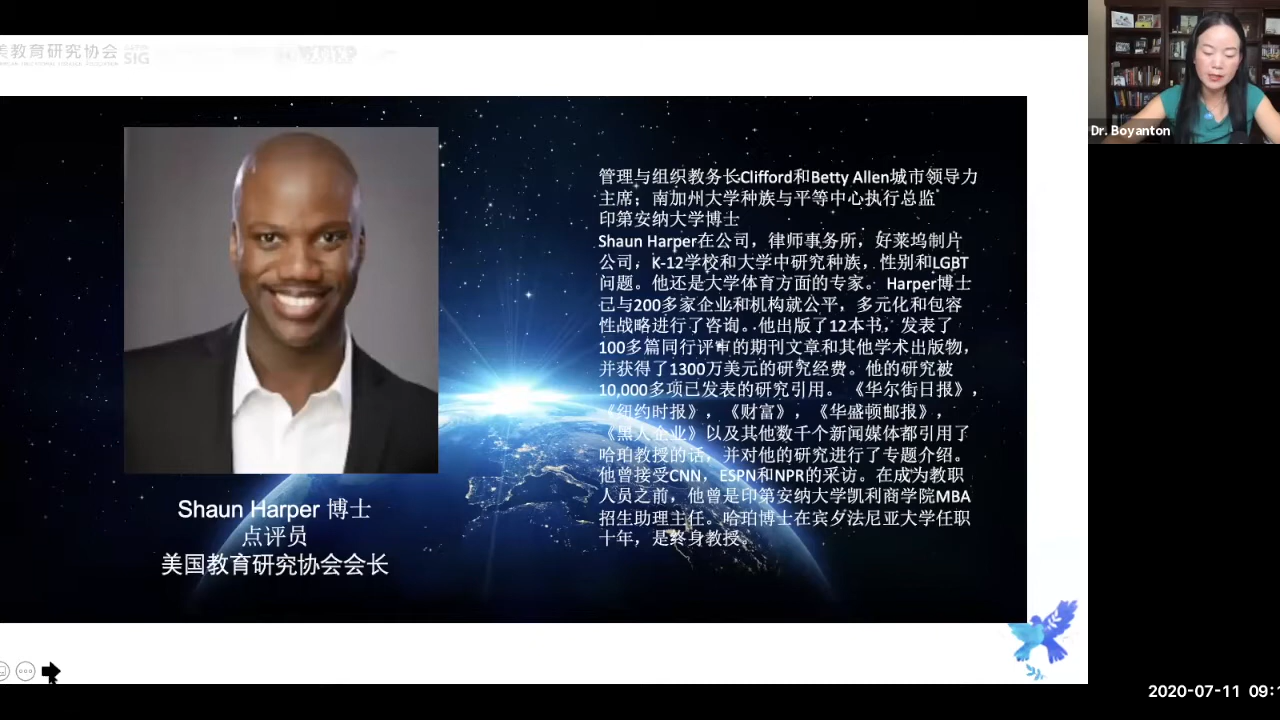 美教育研究协会
SIG
Dr. Boyanton
管理与组织教务长Clifford和Betty Allen城市领导力
主席；南加州大学种族与平等中心执行总监
印第安纳大学博士
Shaun Harper在公司，律师事务所，好莱坞制片
公司，K-12学校和大学中研究种族，性别和LGBT
问题。他还是大学体育方面的专家。 Harper博士
已与200多家企业和机构就公平，多元化和包容
性战略进行了咨询。他出版了12本书，发表了
100多篇同行评审的期刊文章和其他学术出版物，
并获得了1300万美元的研究经费。他的研究被
10,000多项已发表的研究引用。 《华尔街日报》，
《纽约时报》，《财富》，《华盛顿邮报》，
《黑人企业》以及其他数千个新闻媒体都引用了
哈珀教授的话，并对他的研究进行了专题介绍。
他曾接受CNN，ESPN和NPR的采访。在成为教职
人员之前，他曾是印第安纳大学凯利商学院MBA
招生助理主任。哈珀博士在宾夕法尼亚大学任职
十年，是终身教授。
Shaun Harper 博士
点评员
美国教育研究协会会长
2020-07-11 09: